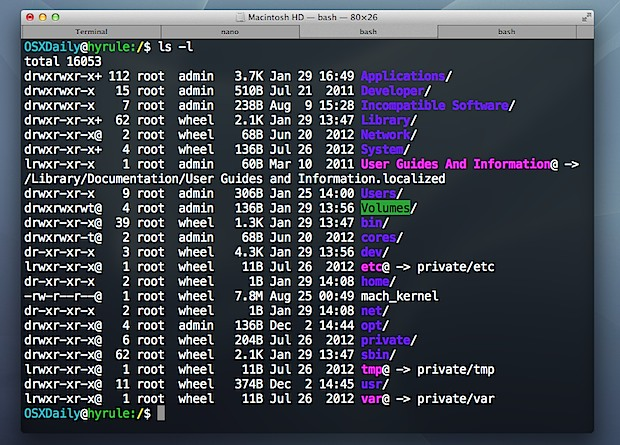 Macintosh HD — bash — 80×26
Terminal nano bash bash
OSXDaily@hyrule:/$ ls -l
total 16053
drwxrwxr-x+ 112 root admin 3.7K Jan 29 16:49 Applications/
drwxrwxr-x 15 root admin 510B Jul 21 2011 Developer/
drwxrwxr-x 7 root admin 238B Aug 9 15:28 Incompatible Software/
drwxr-xr-x+ 62 root wheel 2.1K Jan 29 13:47 Library/
drwxr-xr-x@ 2 root wheel 68B Jun 20 2012 Network/
drwxr-xr-x+ 4 root wheel 136B Jul 26 2012 System/
lrwxr-xr-x 1 root admin 60B Mar 10 2011 User Guides And Information@ ->
/Library/Documentation/User Guides and Information.localized
drwxr-xr-x 9 root admin 306B Jan 25 14:00 Users/
drwxrwxrwt@ 4 root admin 136B Jan 29 13:56 Volumes/
drwxr-xr-x@ 39 root wheel 1.3K Jan 29 13:47 bin/
drwxrwxr-t@ 2 root admin 68B Jun 20 2012 cores/
dr-xr-xr-x 3 root wheel 4.3K Jan 29 13:56 dev/
lrwxr-xr-x@ 1 root wheel 11B Jul 26 2012 etc@ -> private/etc
dr-xr-xr-x 2 root wheel 1B Jan 29 14:08 home/
-rw-r--r--@ 1 root wheel 7.8M Aug 25 00:49 mach_kernel
dr-xr-xr-x 2 root wheel 1B Jan 29 14:08 net/
drwxr-xr-x@ 4 root admin 136B Dec 2 14:44 opt/
drwxr-xr-x@ 6 root wheel 204B Jul 26 2012 private/
drwxr-xr-x@ 62 root wheel 2.1K Jan 29 13:47 sbin/
lrwxr-xr-x@ 1 root wheel 11B Jul 26 2012 tmp@ -> private/tmp
drwxr-xr-x@ 11 root wheel 374B Dec 2 14:45 usr/
lrwxr-xr-x@ 1 root wheel 11B Jul 26 2012 var@ -> private/var
OSXDaily@hyrule:/$